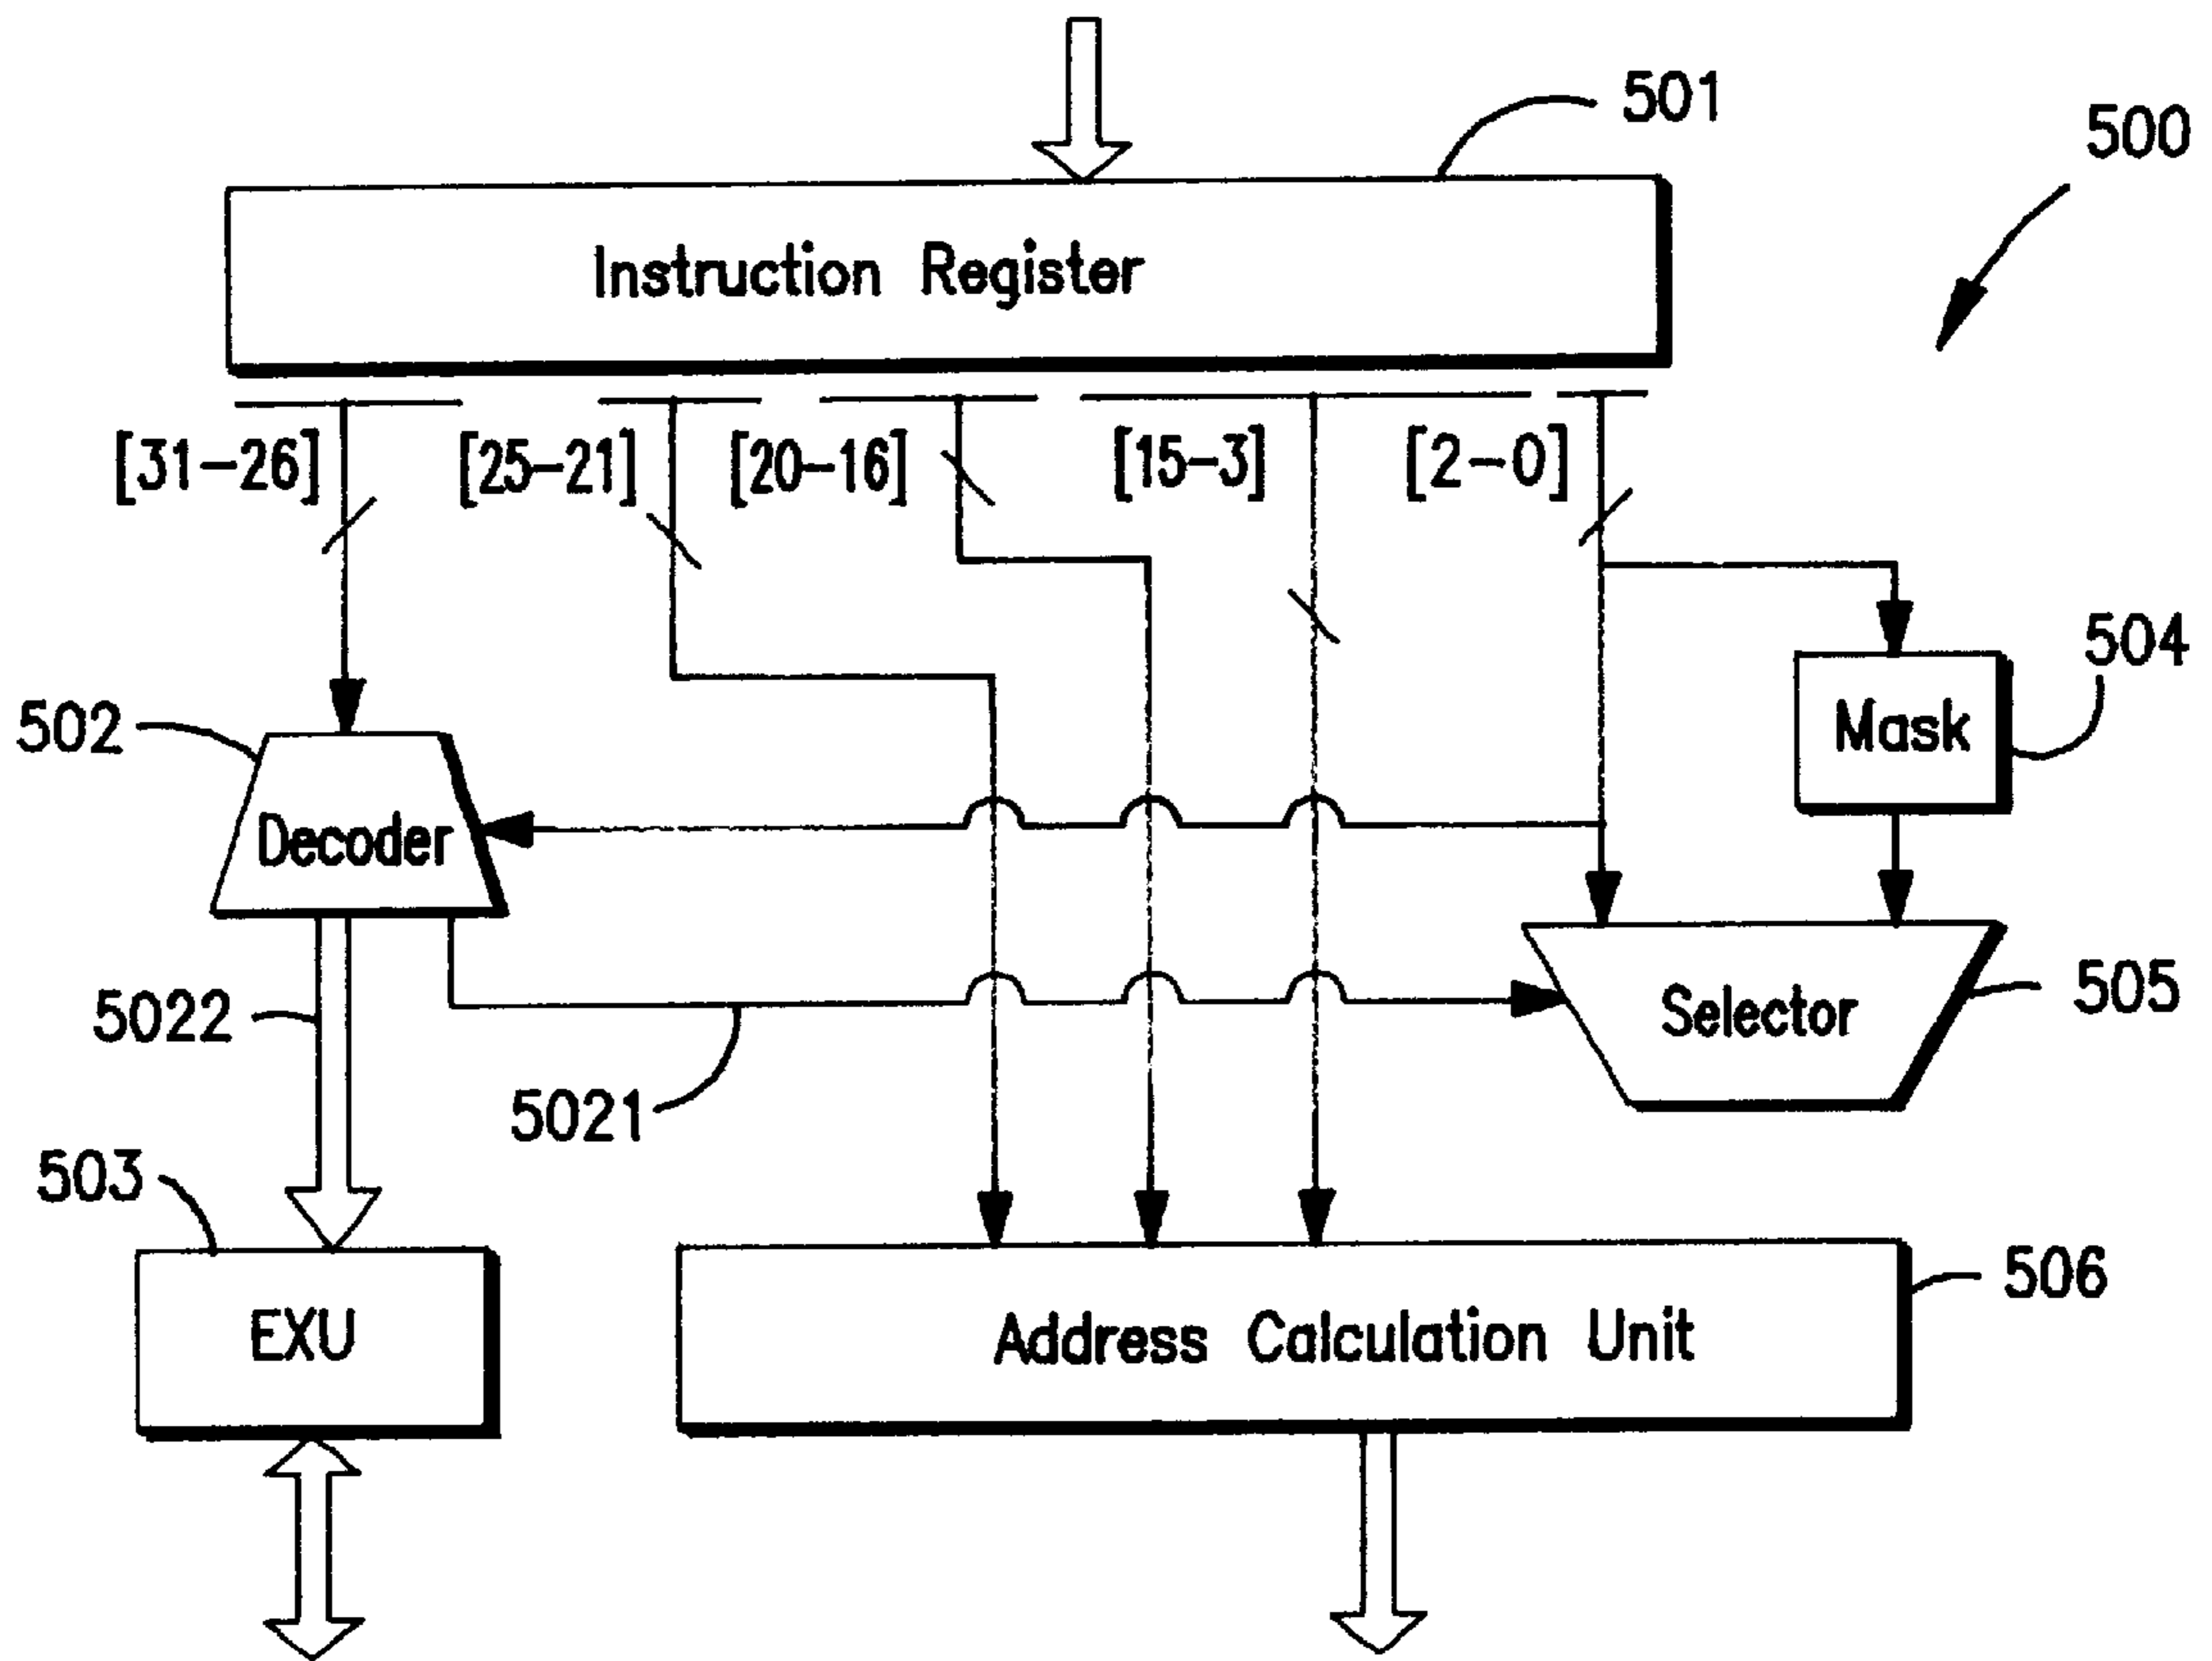 501
500
Instruction Register
[31-26]
[25-21]
[20-16]
[15-3]
[2-0]
504
502
Mask
Decoder
5022
Selector
505
5021
503
506
EXU
Address Calculation Unit